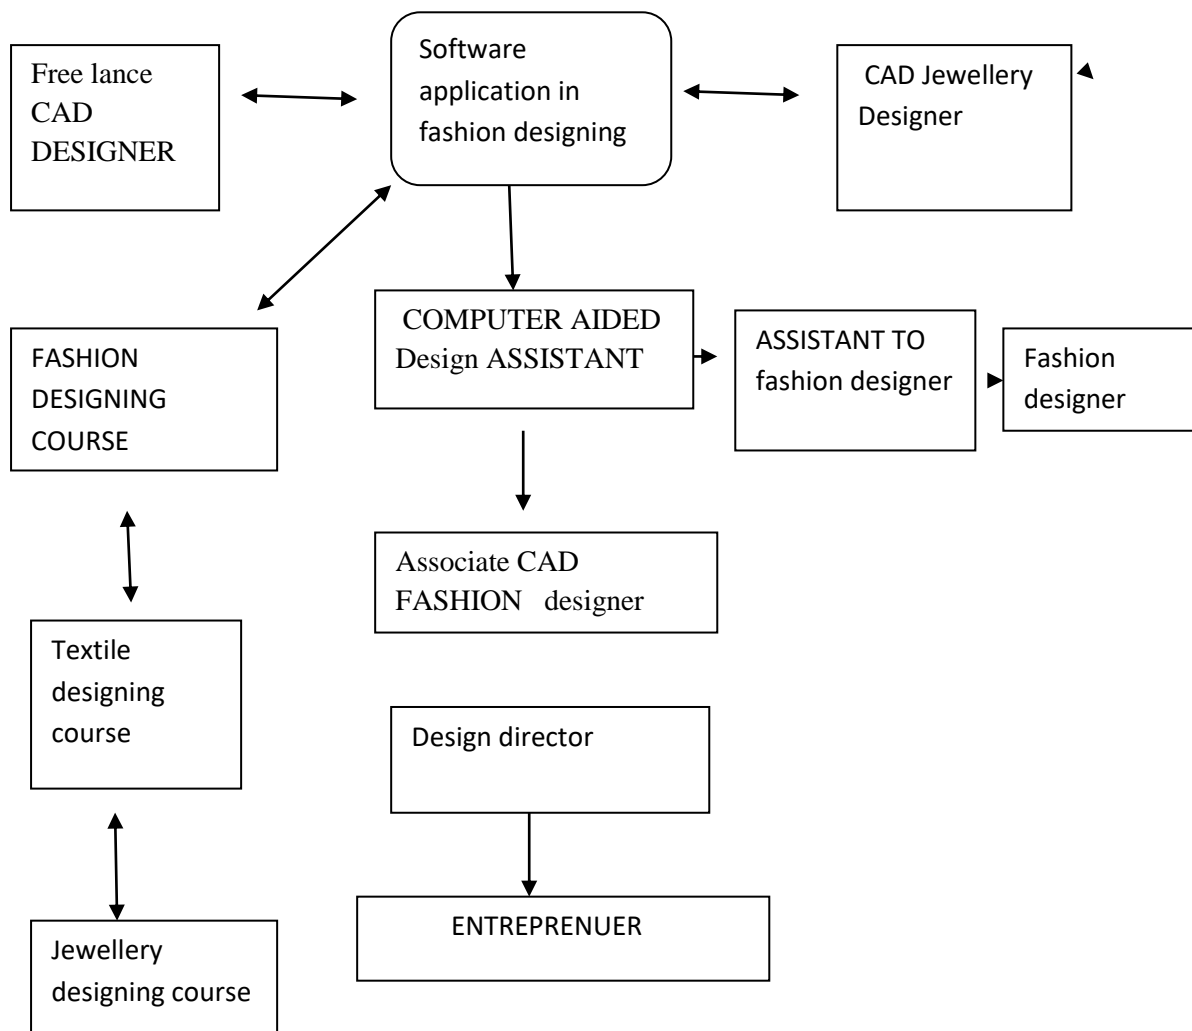 Free lance
CAD
DESIGNER
Software
application in
fashion designing
CAD Jewellery
Designer
FASHION
DESIGNING
COURSE
COMPUTER AIDED
Design ASSISTANT
ASSISTANT TO
fashion designer
Fashion
designer
Associate CAD
FASHION designer
Textile
designing
course
Design director
ENTREPRENUER
Jewellery
designing course